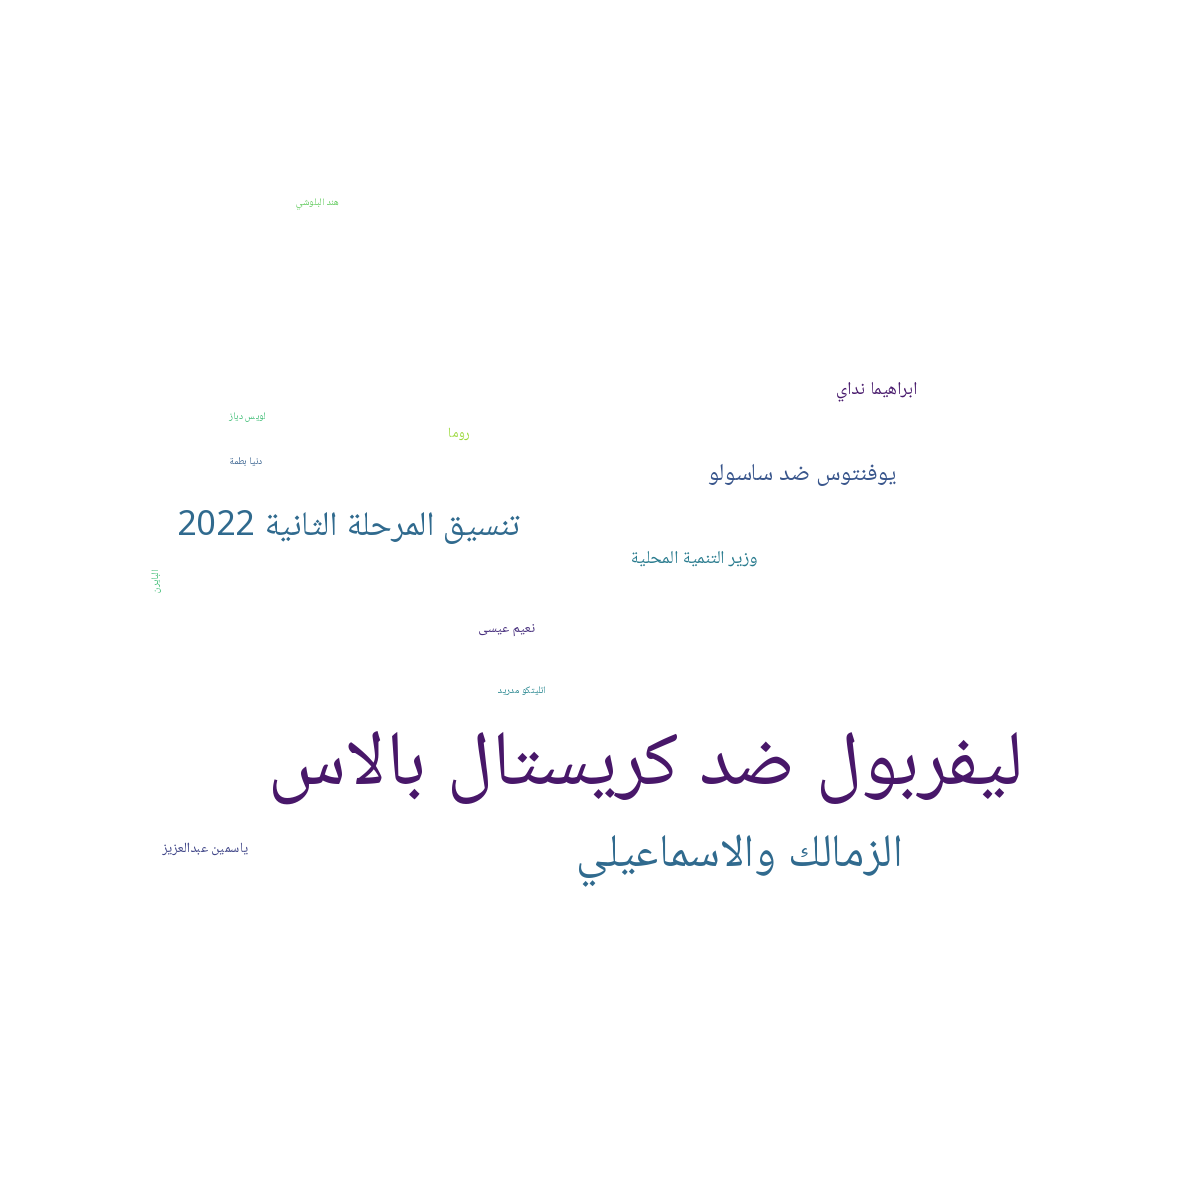 هند البلوشي
ابراهيما نداي
لويس دياز
روما
دنيا بطمة
يوفنتوس ضد ساسولو
تنسيق المرحلة الثانية 2022
وزير التنمية المحلية
البايرن
نعيم عيسى
اتليتكو مدريد
ليفربول ضد كريستال بالاس
ياسمين عبدالعزيز
الزمالك والاسماعيلي